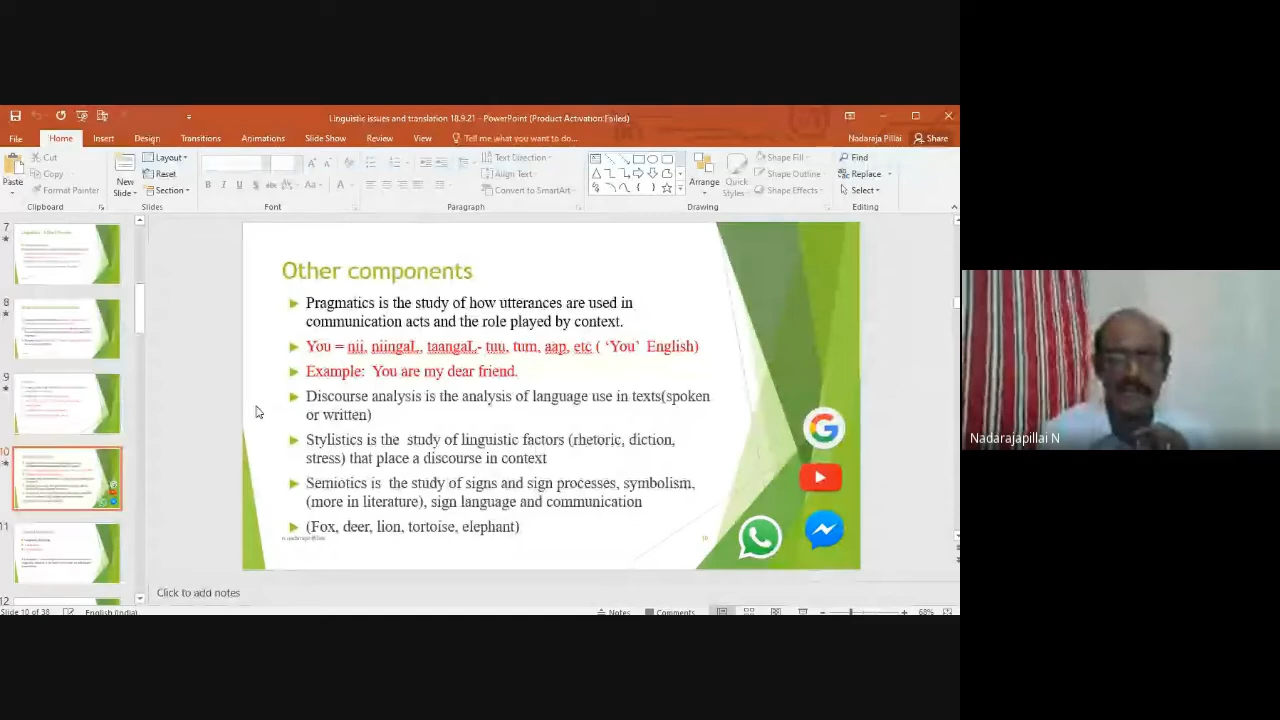 Linguistic issues and translation 18.9.21 - PowerPoint (Product Activation Failed)
File Home Insert Design Transitions Animations Slide Show Review View Tell me what you want to do... Nadaraja Pillai Share
Cut Layout Text Direction Shape Fill Find
Copy Reset Align Text Shape Outline Replace
Paste Format Painter New Slide Section Convert to SmartArt Arrange Quick Styles Shape Effects Select
Clipboard Slides Font Paragraph Drawing Editing
7
8
9
10
11
12
Other components
Pragmatics is the study of how utterances are used in
communication acts and the role played by context.
You = nii, niingaL, taangaL- tuu, tum, aap, etc ( ‘You’ English)
Example: You are my dear friend.
Discourse analysis is the analysis of language use in texts(spoken
or written)
Stylistics is the study of linguistic factors (rhetoric, diction,
stress) that place a discourse in context
Semiotics is the study of signs and sign processes, symbolism,
(more in literature), sign language and communication
(Fox, deer, lion, tortoise, elephant)
10
Click to add notes
Slide 10 of 38 English (India) Notes Comments 68%
Nadarajapillai N